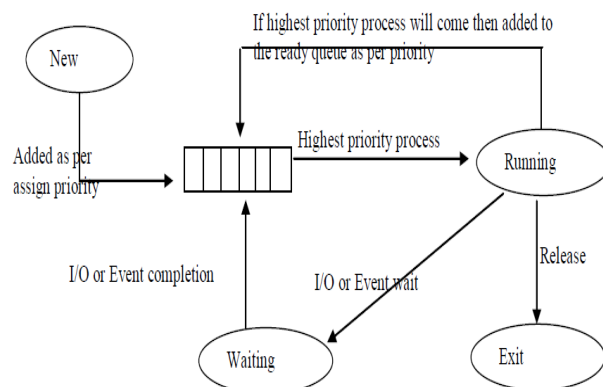 If highest priority process will come then added to
the ready queue as per priority
New
Highest priority process
Added as per
assign priority
Running
I/O or Event completion
I/O or Event wait
Release
Waiting
Exit